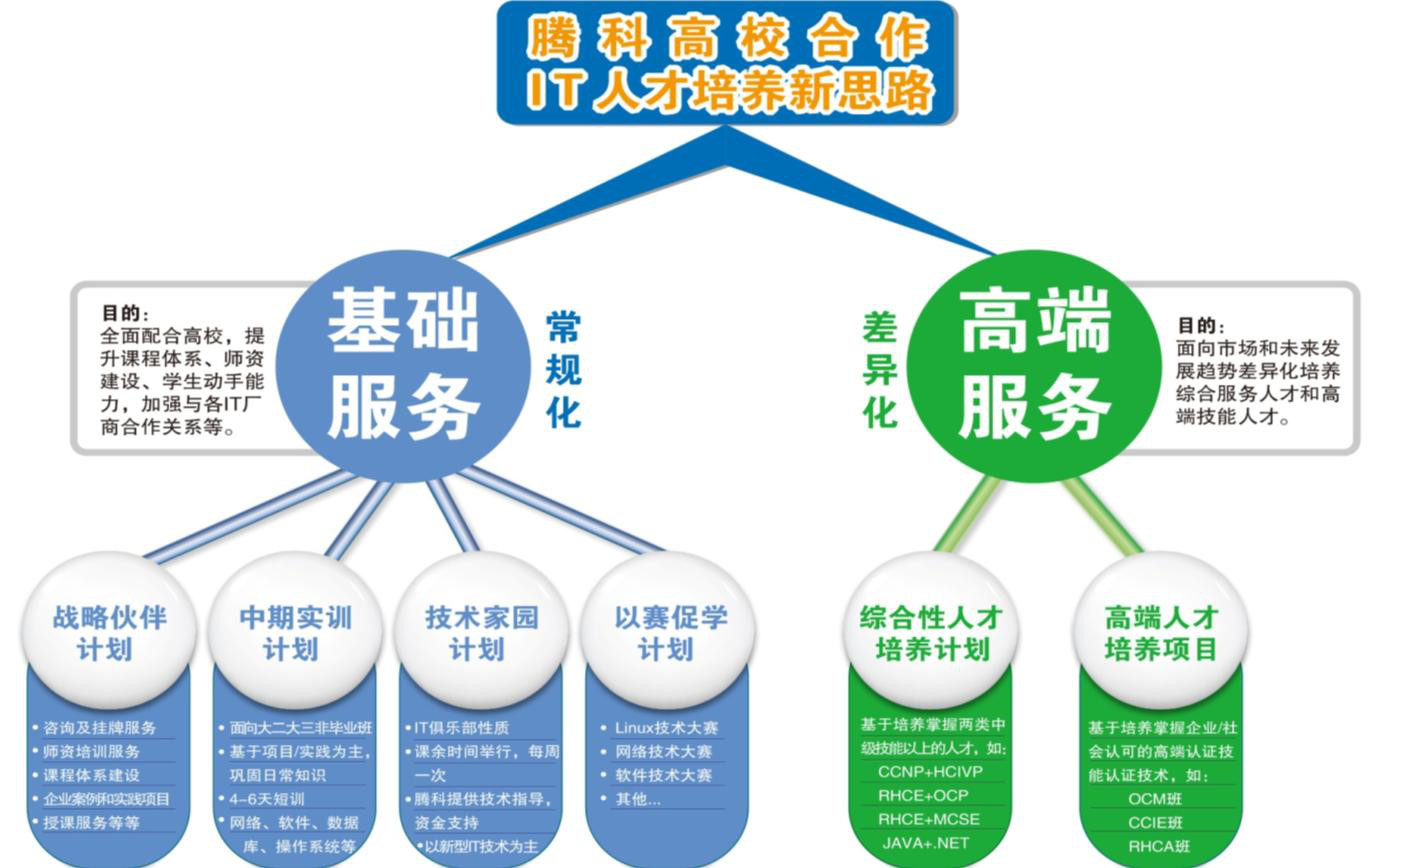 腾科高校合作
IT人才培养新思路
目的：
全面配合高校，提
升课程体系、师资
建设、学生动手能
力，加强与各IT厂
商合作关系等。
基础
服务
常
规
化
差
异
化
高端
服务
目的：
面向市场和未来发
展趋势差异化培养
综合服务人才和高
端技能人才。
战略伙伴
计划
• 咨询及挂牌服务
• 师资培训服务
• 课程体系建设
• 企业案例和实践项目
• 授课服务等等
中期实训
计划
• 面向大二大三非毕业班
• 基于项目/实践为主，
巩固日常知识
• 4-6天短训
• 网络、软件、数据
库、操作系统等
技术家园
计划
• IT俱乐部性质
• 课余时间举行，每周
一次
• 腾科提供技术指导，
资金支持
• 以新型IT技术为主
以赛促学
计划
• Linux技术大赛
• 网络技术大赛
• 软件技术大赛
• 其他...
综合性人才
培养计划
基于培养掌握两类中
级技能以上的人才，如：
CCNP+HCIVP
RHCE+OCP
RHCE+MCSE
JAVA+.NET
高端人才
培养项目
基于培养掌握企业/社
会认可的高端认证技
能认证技术，如：
OCM班
CCIE班
RHCA班